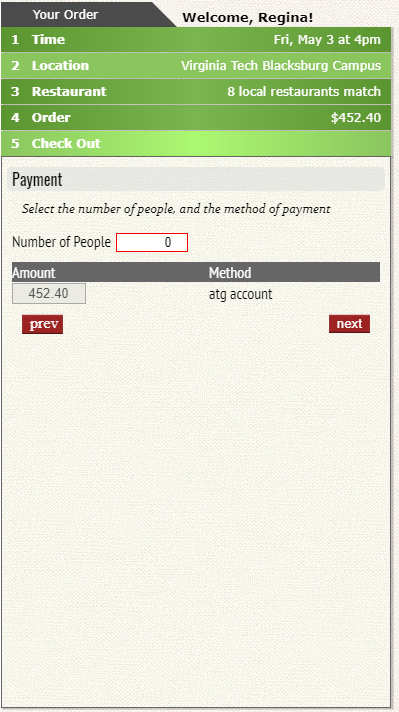 Your Order
Welcome, Regina!
1 Time Fri, May 3 at 4pm
2 Location Virginia Tech Blacksburg Campus
3 Restaurant 8 local restaurants match
4 Order $452.40
5 Check Out
Payment
Select the number of people, and the method of payment
Number of People 0
Amount Method
452.40 atg account
prev next